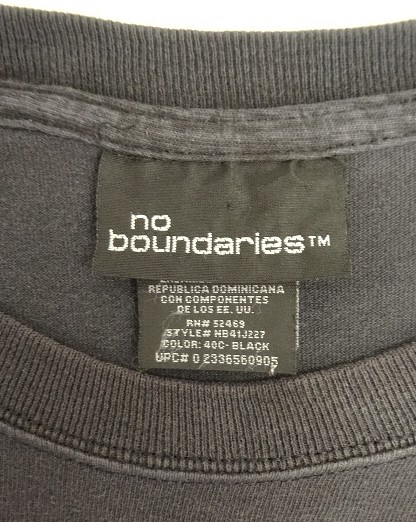 no
boundaries™
REPUBLICA DOMINICANA
CON COMPONENTES
DE LOS EE. UU.
RN# 52469
STYLE# NB41J227
COLOR: 40C- BLACK
UPC# 0 2336560905